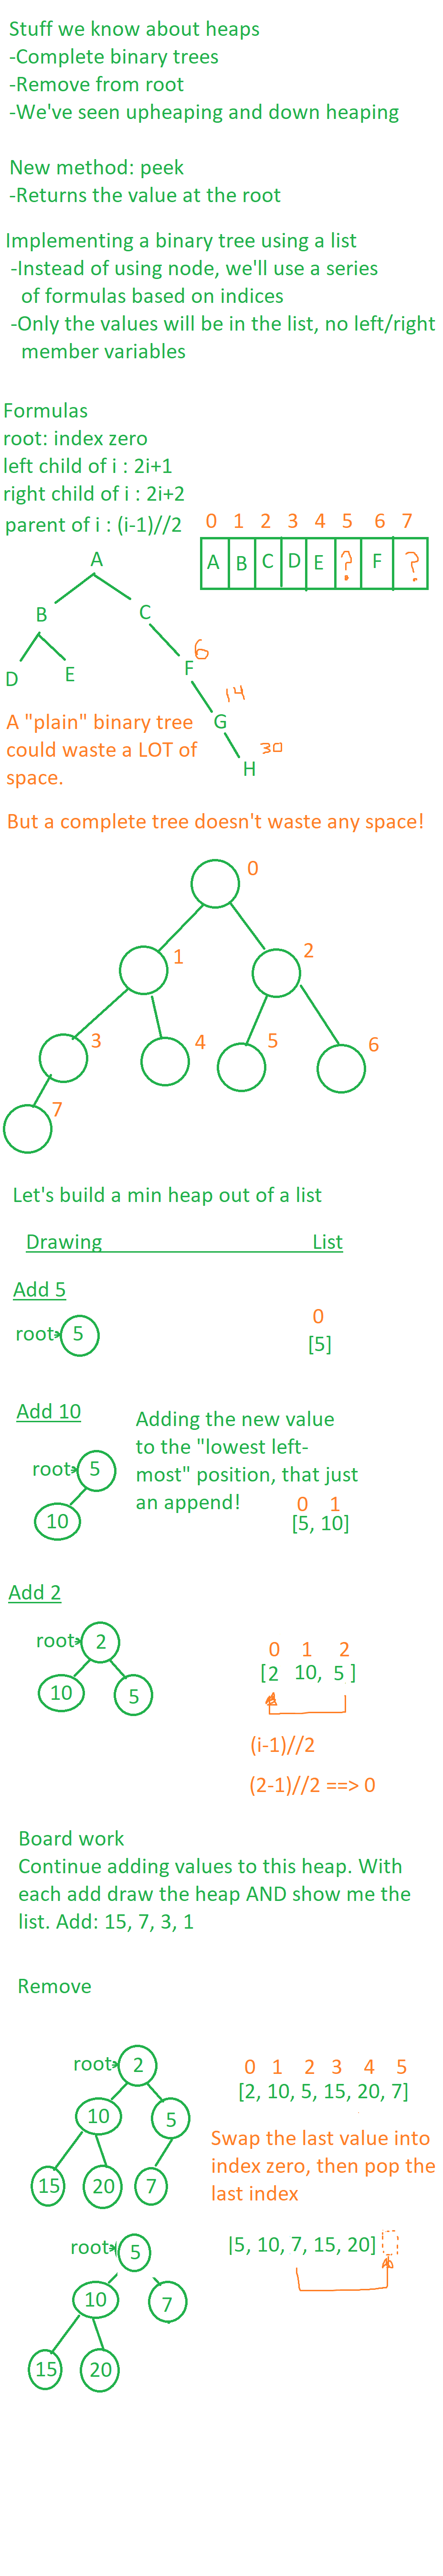 Stuff we know about heaps
-Complete binary trees
-Remove from root
-We've seen upheaping and down heaping
New method: peek
-Returns the value at the root
Implementing a binary tree using a list
-Instead of using node, we'll use a series
of formulas based on indices
-Only the values will be in the list, no left/right
member variables
Formulas
root: index zero
left child of i : 2i+1
right child of i : 2i+2
parent of i : (i-1)//2
0 1 2 3 4 5 6 7
A B C D E ? F ?
A
B C
D E F 6
G 14
H 30
A "plain" binary tree
could waste a LOT of
space.
But a complete tree doesn't waste any space!
0
1 2
3 4 5 6
7
Let's build a min heap out of a list
Drawing List
Add 5
root 5
0
[5]
Add 10
root 5
10
Adding the new value
to the "lowest left-
most" position, that just
an append!
0 1
[5, 10]
Add 2
root 2
10 5
0 1 2
[2 10, 5 ]
(i-1)//2
(2-1)//2 ==> 0
Board work
Continue adding values to this heap. With
each add draw the heap AND show me the
list. Add: 15, 7, 3, 1
Remove
root 2
10 5
15 20 7
0 1 2 3 4 5
[2, 10, 5, 15, 20, 7]
Swap the last value into
index zero, then pop the
last index
root 5
10 7
15 20
[5, 10, 7, 15, 20]